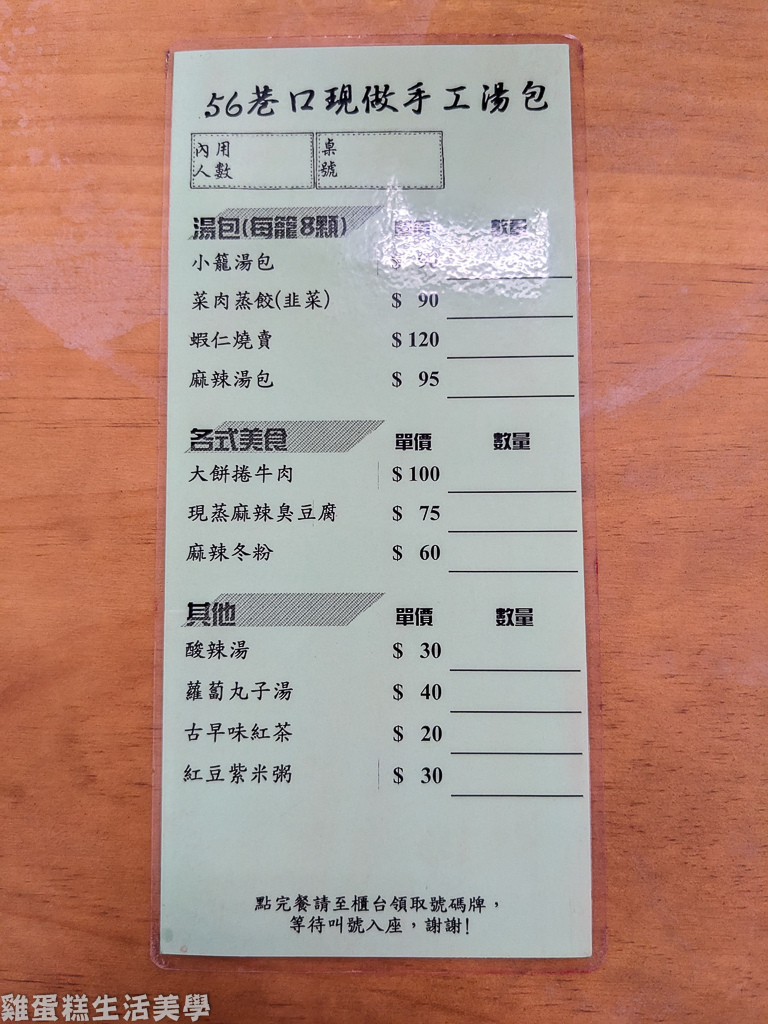 56巷口現做手工湯包
內用 桌
人數 號
湯包(每籠8顆) 單價 數量
小籠湯包 $
菜肉蒸餃(韭菜) $ 90
蝦仁燒賣 $ 120
麻辣湯包 $ 95
各式美食 單價 數量
大餅捲牛肉 $ 100
現蒸麻辣臭豆腐 $ 75
麻辣冬粉 $ 60
其他 單價 數量
酸辣湯 $ 30
蘿蔔丸子湯 $ 40
古早味紅茶 $ 20
紅豆紫米粥 $ 30
點完餐請至櫃台領取號碼牌，
等待叫號入座，謝謝!
雞蛋糕生活美學